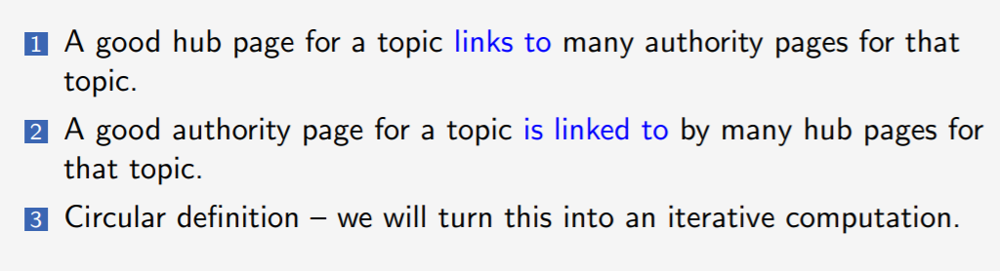 1 A good hub page for a topic links to many authority pages for that
topic.
2 A good authority page for a topic is linked to by many hub pages for
that topic.
3 Circular definition – we will turn this into an iterative computation.